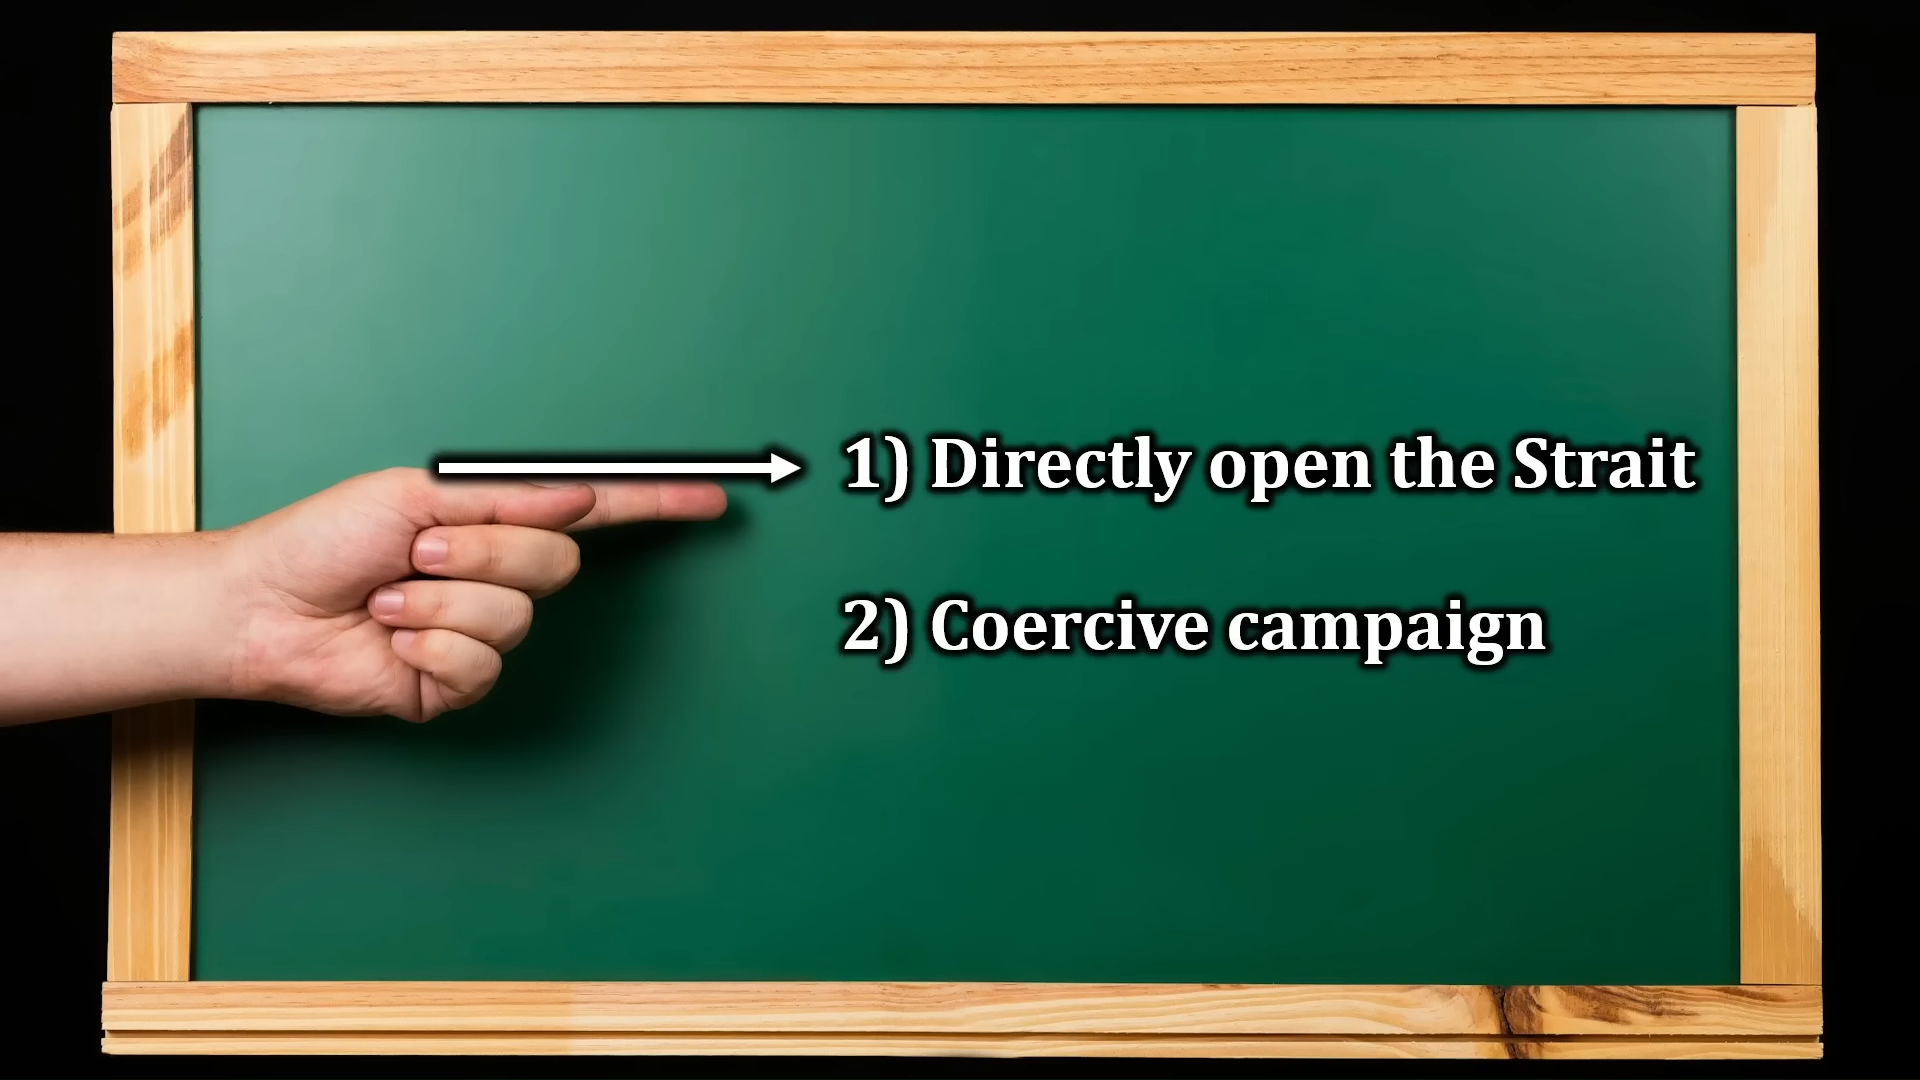 1) Directly open the Strait
2) Coercive campaign